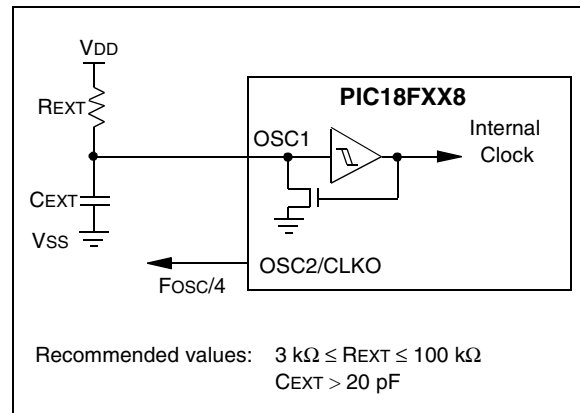 VDD
REXT
PIC18FXX8
OSC1
Internal
Clock
CEXT
VSS
OSC2/CLKO
FOSC/4
Recommended values: 3 kΩ ≤ REXT ≤ 100 kΩ
CEXT > 20 pF